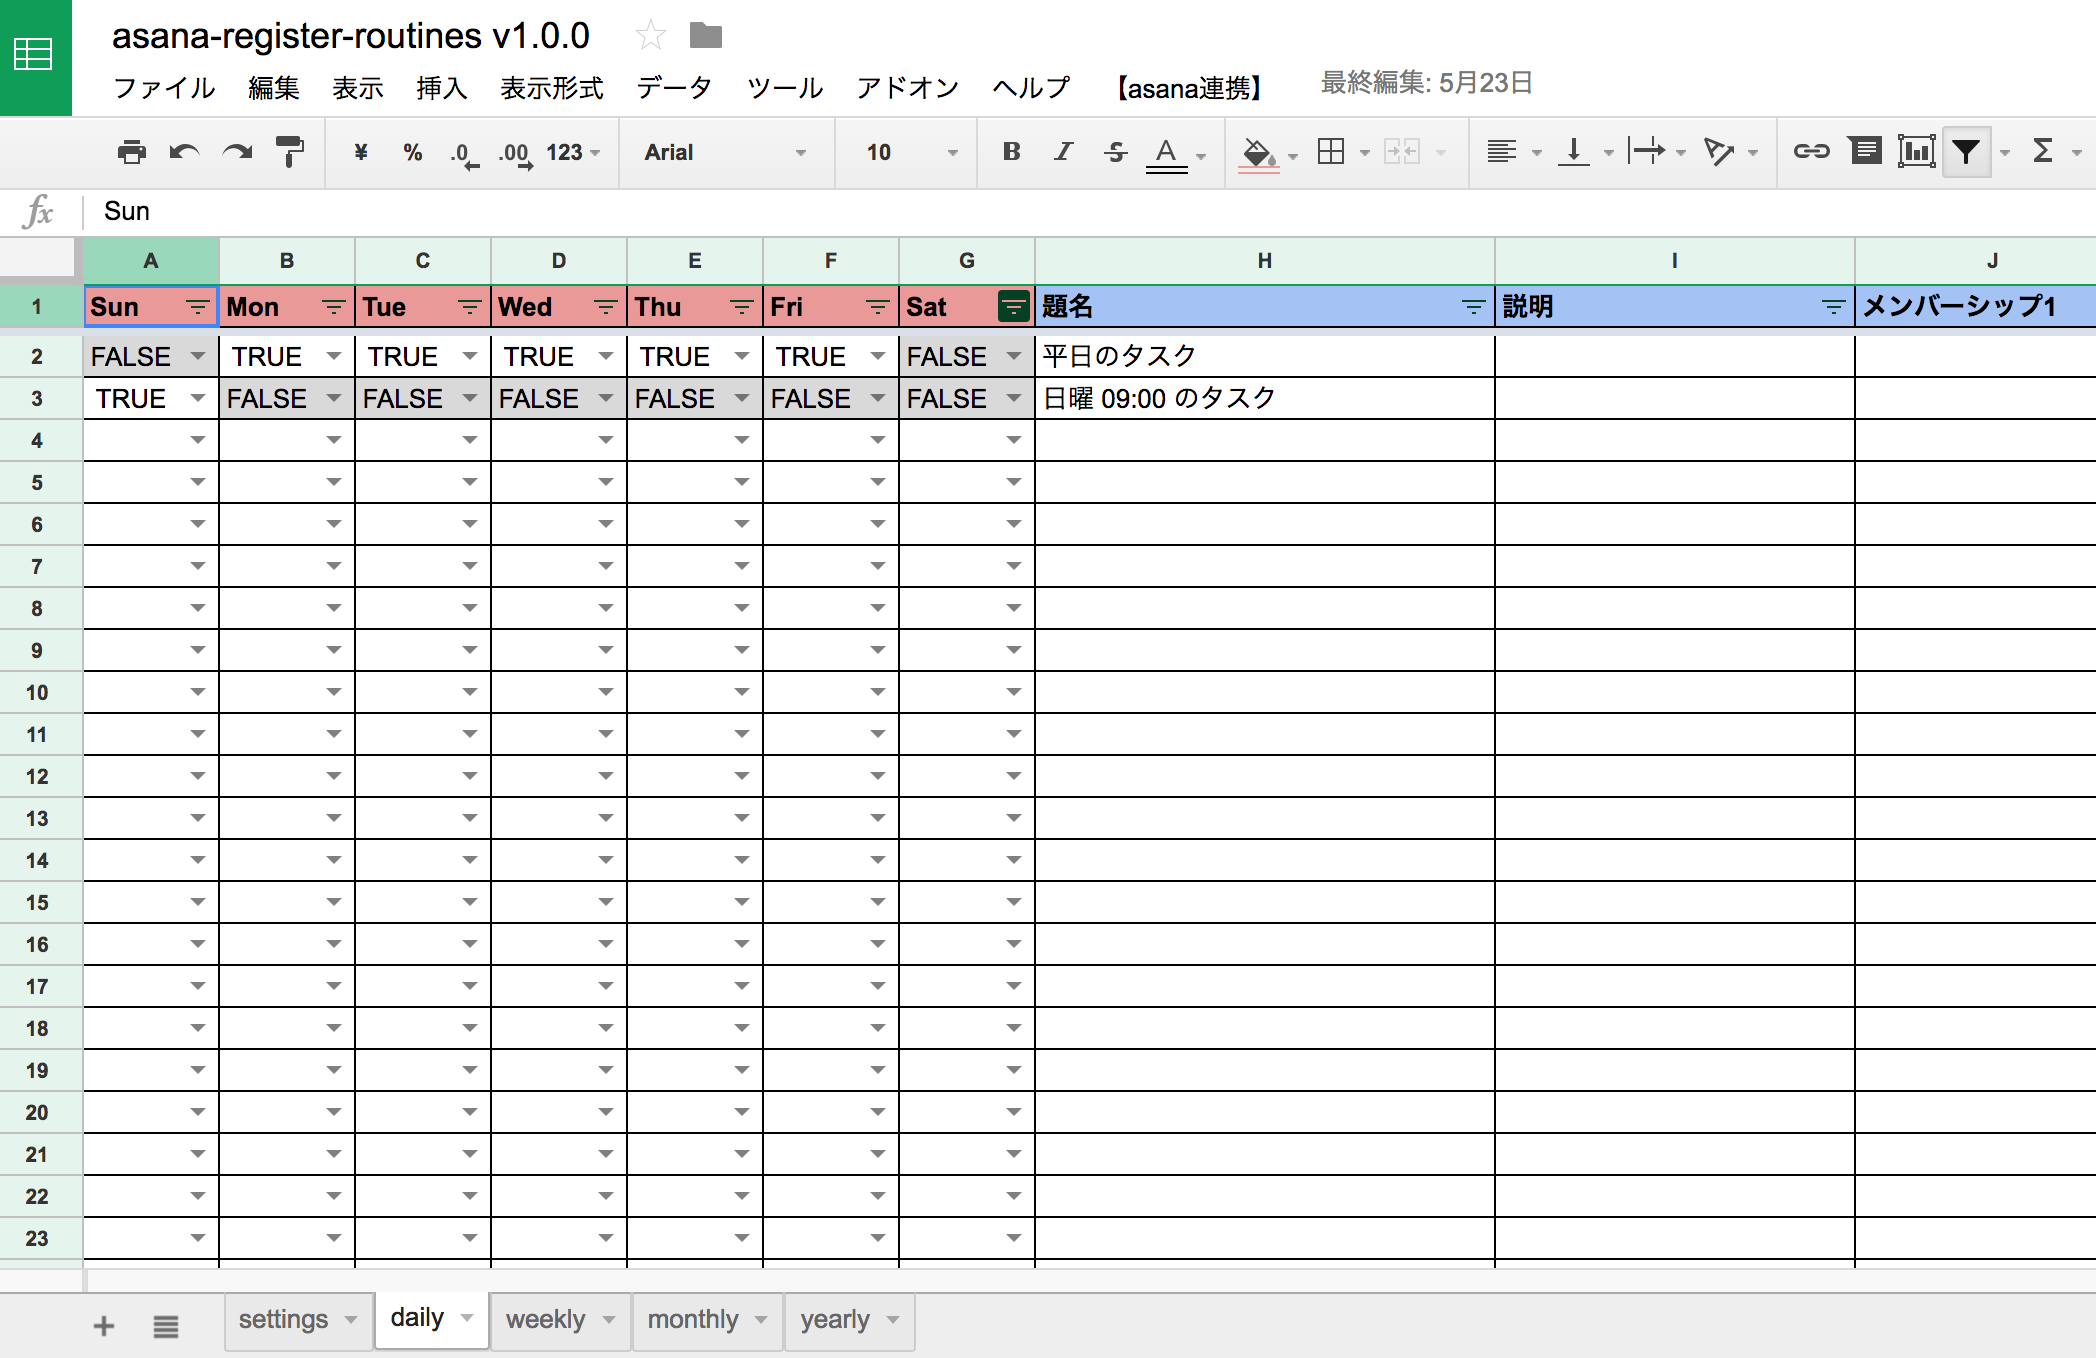 asana-register-routines v1.0.0
ファイル 編集 表示 挿入 表示形式 データ ツール アドオン ヘルプ 【asana連携】 最終編集: 5月23日
¥ % .0 .00 123 Arial 10 B I S A Σ
fx Sun
A B C D E F G H I J
1 Sun Mon Tue Wed Thu Fri Sat 題名 説明 メンバーシップ1
2 FALSE TRUE TRUE TRUE TRUE TRUE FALSE 平日のタスク
3 TRUE FALSE FALSE FALSE FALSE FALSE FALSE 日曜 09:00 のタスク
4
5
6
7
8
9
10
11
12
13
14
15
16
17
18
19
20
21
22
23
+ settings daily weekly monthly yearly